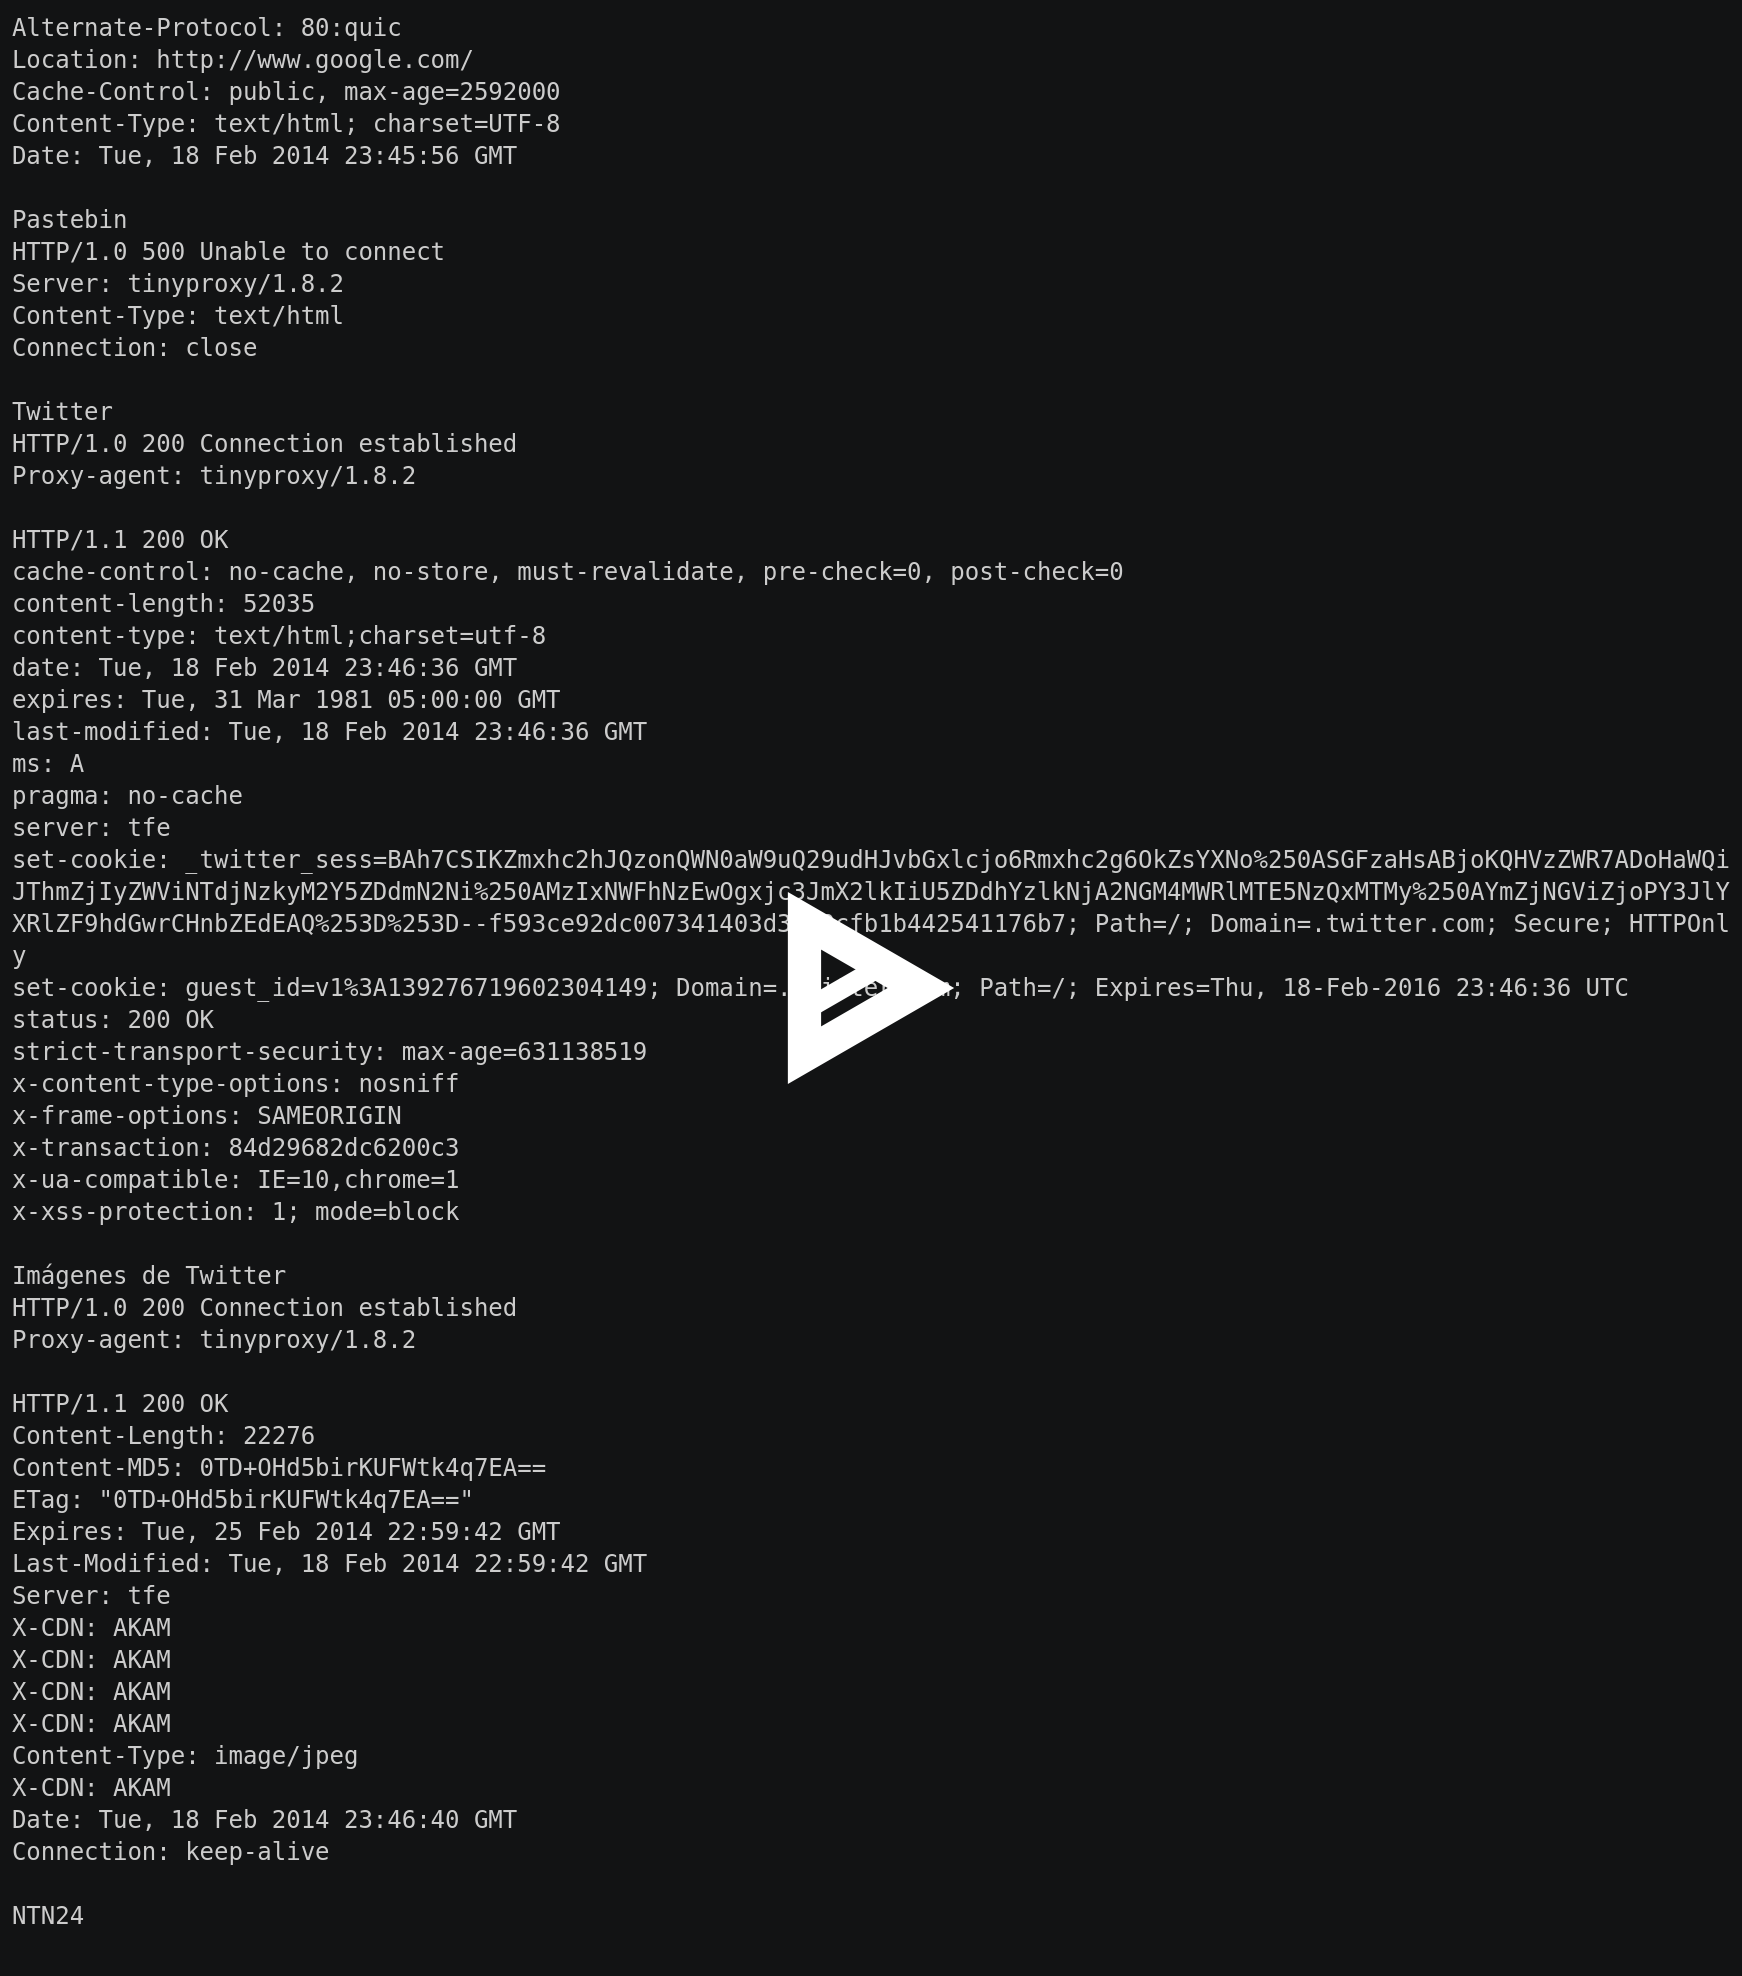 Alternate-Protocol: 80:quic
Location: http://www.google.com/
Cache-Control: public, max-age=2592000
Content-Type: text/html; charset=UTF-8
Date: Tue, 18 Feb 2014 23:45:56 GMT
Pastebin
HTTP/1.0 500 Unable to connect
Server: tinyproxy/1.8.2
Content-Type: text/html
Connection: close
Twitter
HTTP/1.0 200 Connection established
Proxy-agent: tinyproxy/1.8.2
HTTP/1.1 200 OK
cache-control: no-cache, no-store, must-revalidate, pre-check=0, post-check=0
content-length: 52035
content-type: text/html;charset=utf-8
date: Tue, 18 Feb 2014 23:46:36 GMT
expires: Tue, 31 Mar 1981 05:00:00 GMT
last-modified: Tue, 18 Feb 2014 23:46:36 GMT
ms: A
pragma: no-cache
server: tfe
set-cookie: _twitter_sess=BAh7CSIKZmxhc2hJQzonQWN0aW9uQ29udHJvbGxlcjo6Rmxhc2g6OkZsYXNo%250ASGFzaHsABjoKQHVzZWR7ADoHaWQi
JThmZjIyZWViNTdjNzkyM2Y5ZDdmN2Ni%250AMzIxNWFhNzEwOgxjc3JmX2lkIiU5ZDdhYzlkNjA2NGM4MWRlMTE5NzQxMTMy%250AYmZjNGViZjoPY3JlY
Path=/; Domain=.twitter.com; Secure; HTTPOnl
y
set-cookie: guest_id=v1%3A139276719602304149; Path=/; Expires=Thu, 18-Feb-2016 23:46:36 UTC
status: 200 OK
strict-transport-security: max-age=631138519
x-content-type-options: nosniff
x-frame-options: SAMEORIGIN
x-transaction: 84d29682dc6200c3
x-ua-compatible: IE=10,chrome=1
x-xss-protection: 1; mode=block
Imágenes de Twitter
HTTP/1.0 200 Connection established
Proxy-agent: tinyproxy/1.8.2
HTTP/1.1 200 OK
Content-Length: 22276
Content-MD5: 0TD+OHd5birKUFWtk4q7EA==
ETag: "0TD+OHd5birKUFWtk4q7EA=="
Expires: Tue, 25 Feb 2014 22:59:42 GMT
Last-Modified: Tue, 18 Feb 2014 22:59:42 GMT
Server: tfe
X-CDN: AKAM
X-CDN: AKAM
X-CDN: AKAM
X-CDN: AKAM
Content-Type: image/jpeg
X-CDN: AKAM
Date: Tue, 18 Feb 2014 23:46:40 GMT
Connection: keep-alive
NTN24